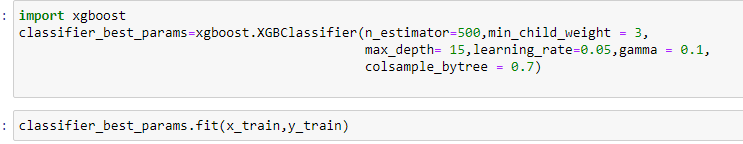 : import xgboost
classifier_best_params=xgboost.XGBClassifier(n_estimator=500,min_child_weight = 3,
max_depth= 15,learning_rate=0.05,gamma = 0.1,
colsample_bytree = 0.7)
: classifier_best_params.fit(x_train,y_train)